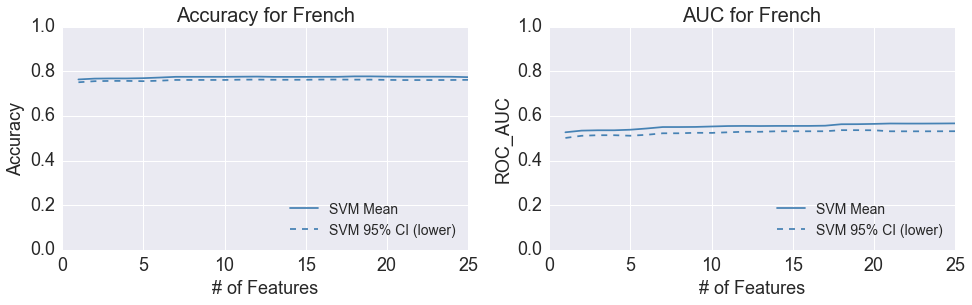 Accuracy for French
1.0
0.8
0.6
0.4
0.2
0.0
Accuracy
SVM Mean
SVM 95% CI (lower)
0 5 10 15 20 25
# of Features
AUC for French
1.0
0.8
0.6
0.4
0.2
0.0
ROC_AUC
SVM Mean
SVM 95% CI (lower)
0 5 10 15 20 25
# of Features